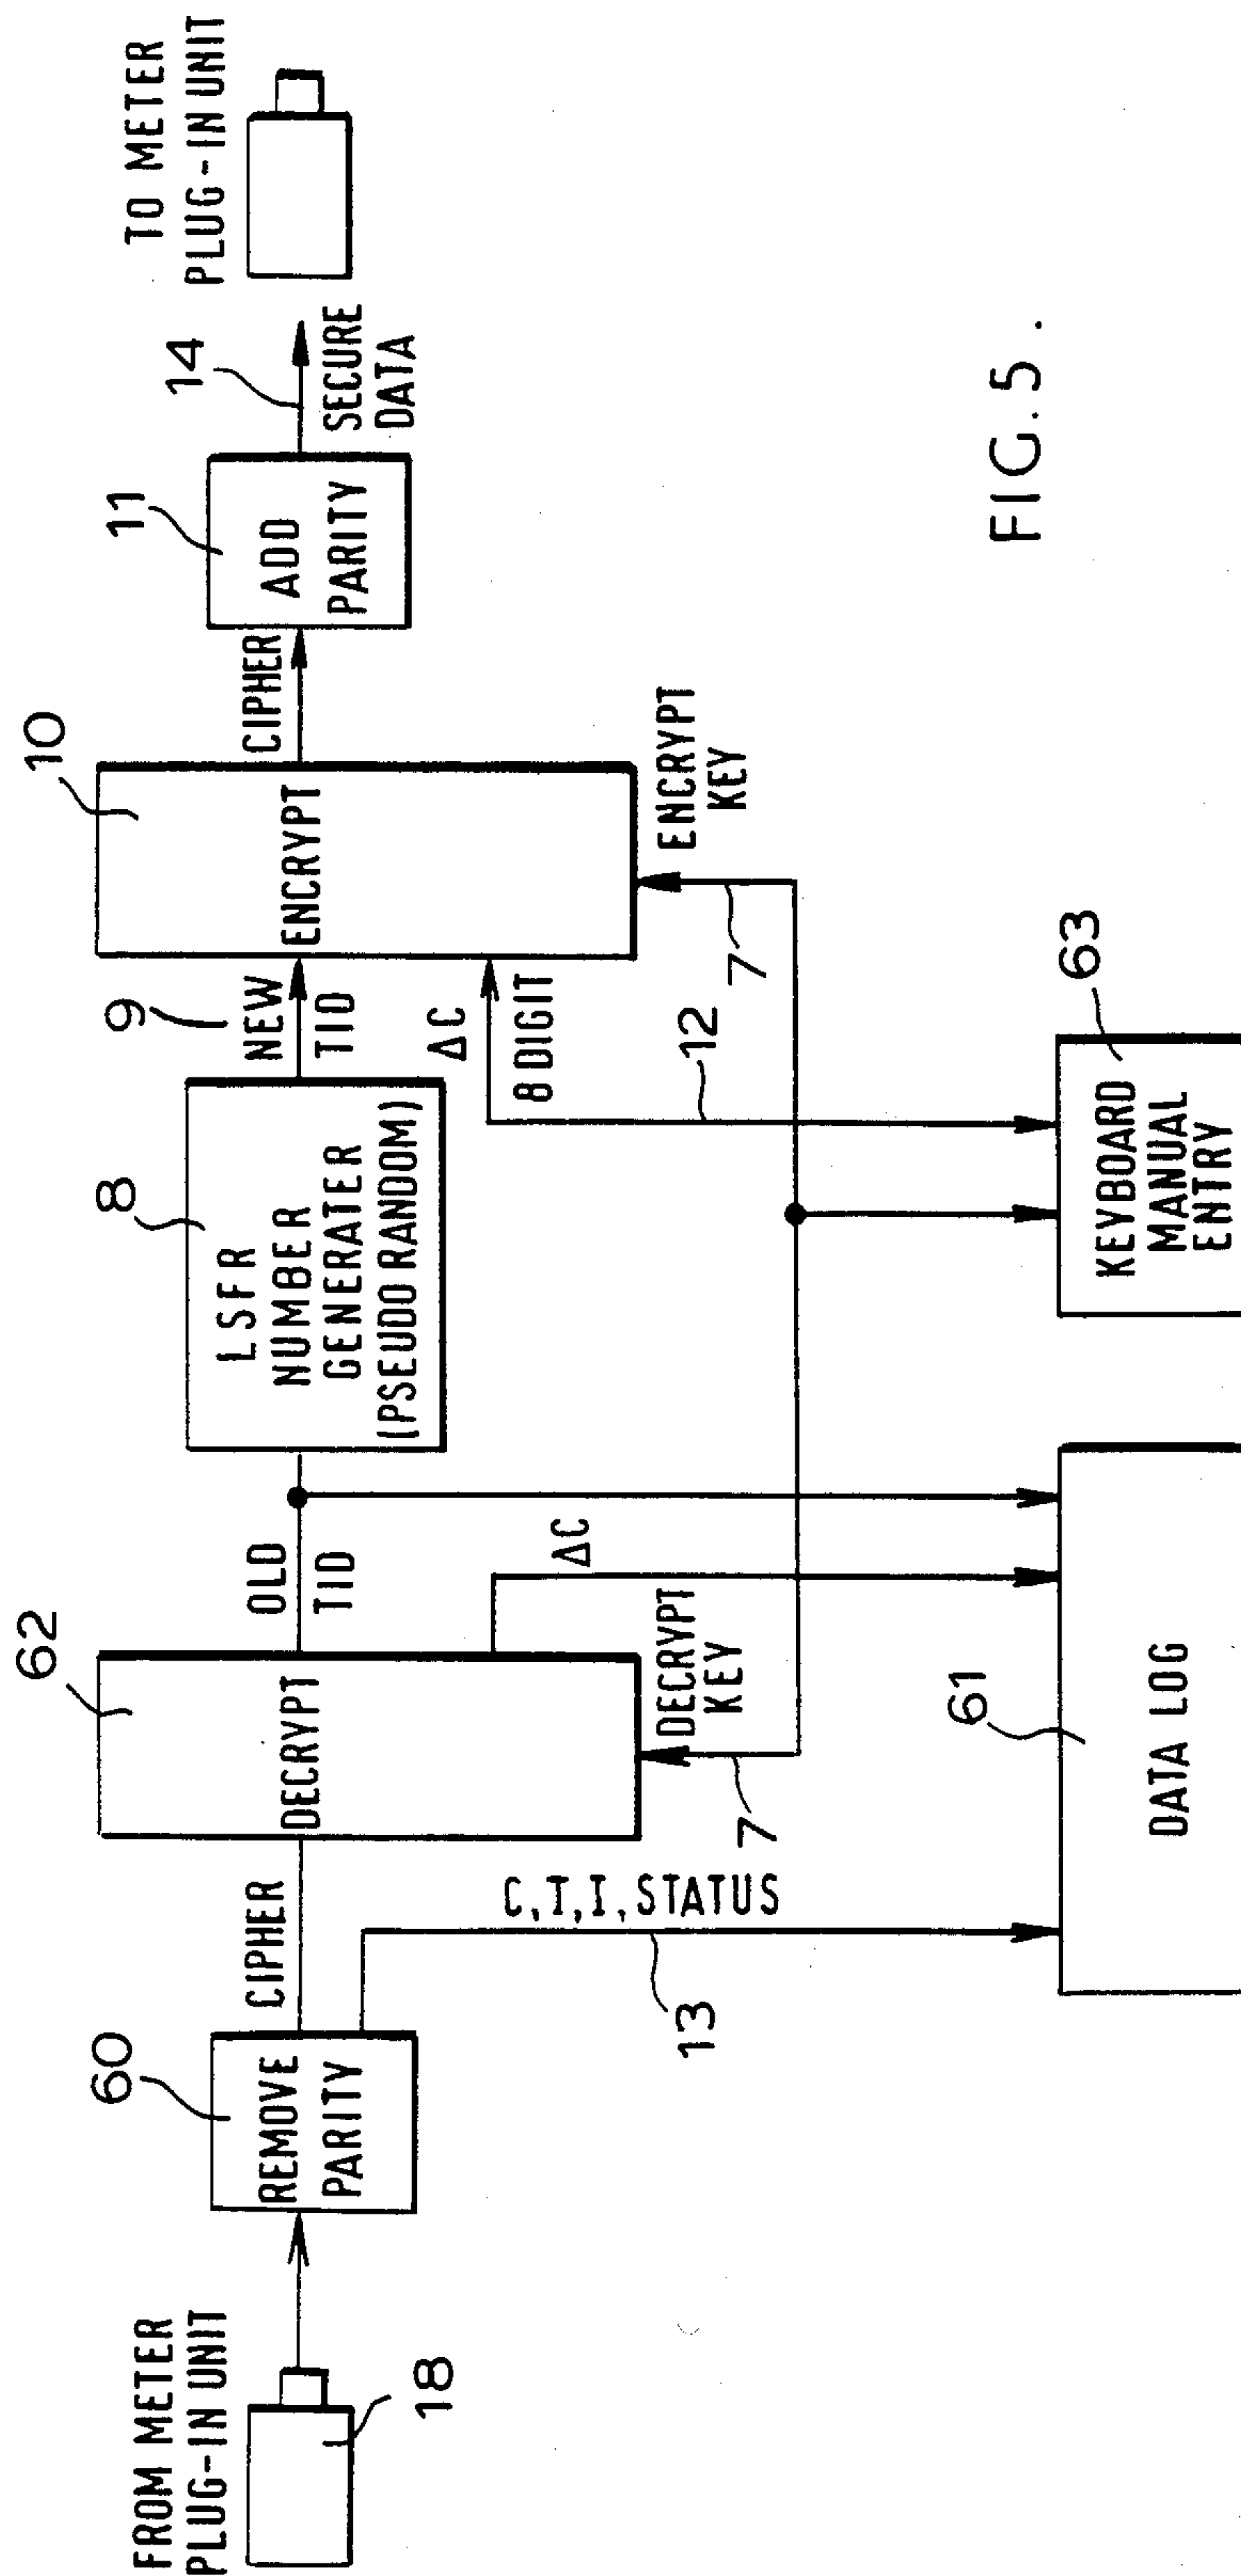 FROM METER
PLUG-IN UNIT
18
60
REMOVE
PARITY
CIPHER
C,T,I,STATUS
13
62
DECRYPT
OLD
TID
ΔC
DECRYPT
KEY
7
61
DATA LOG
8
LSFR
NUMBER
GENERATER
(PSEUDO RANDOM)
9
NEW
TID
ΔC
8 DIGIT
12
63
KEYBOARD
MANUAL
ENTRY
10
ENCRYPT
ENCRYPT
KEY
7
CIPHER
11
ADD
PARITY
14
SECURE
DATA
TO METER
PLUG-IN UNIT
FIG. 5.